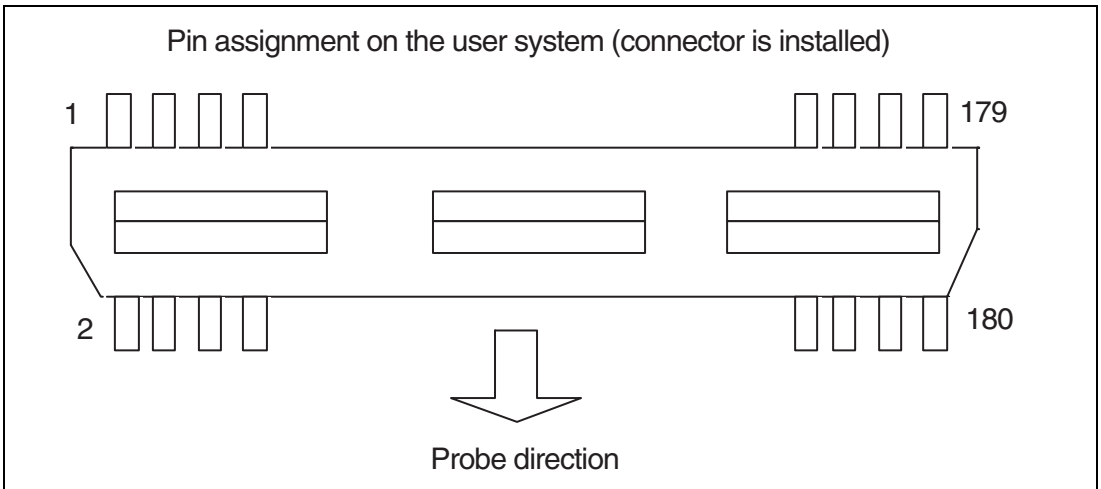 Pin assignment on the user system (connector is installed)
1
179
2
180
Probe direction